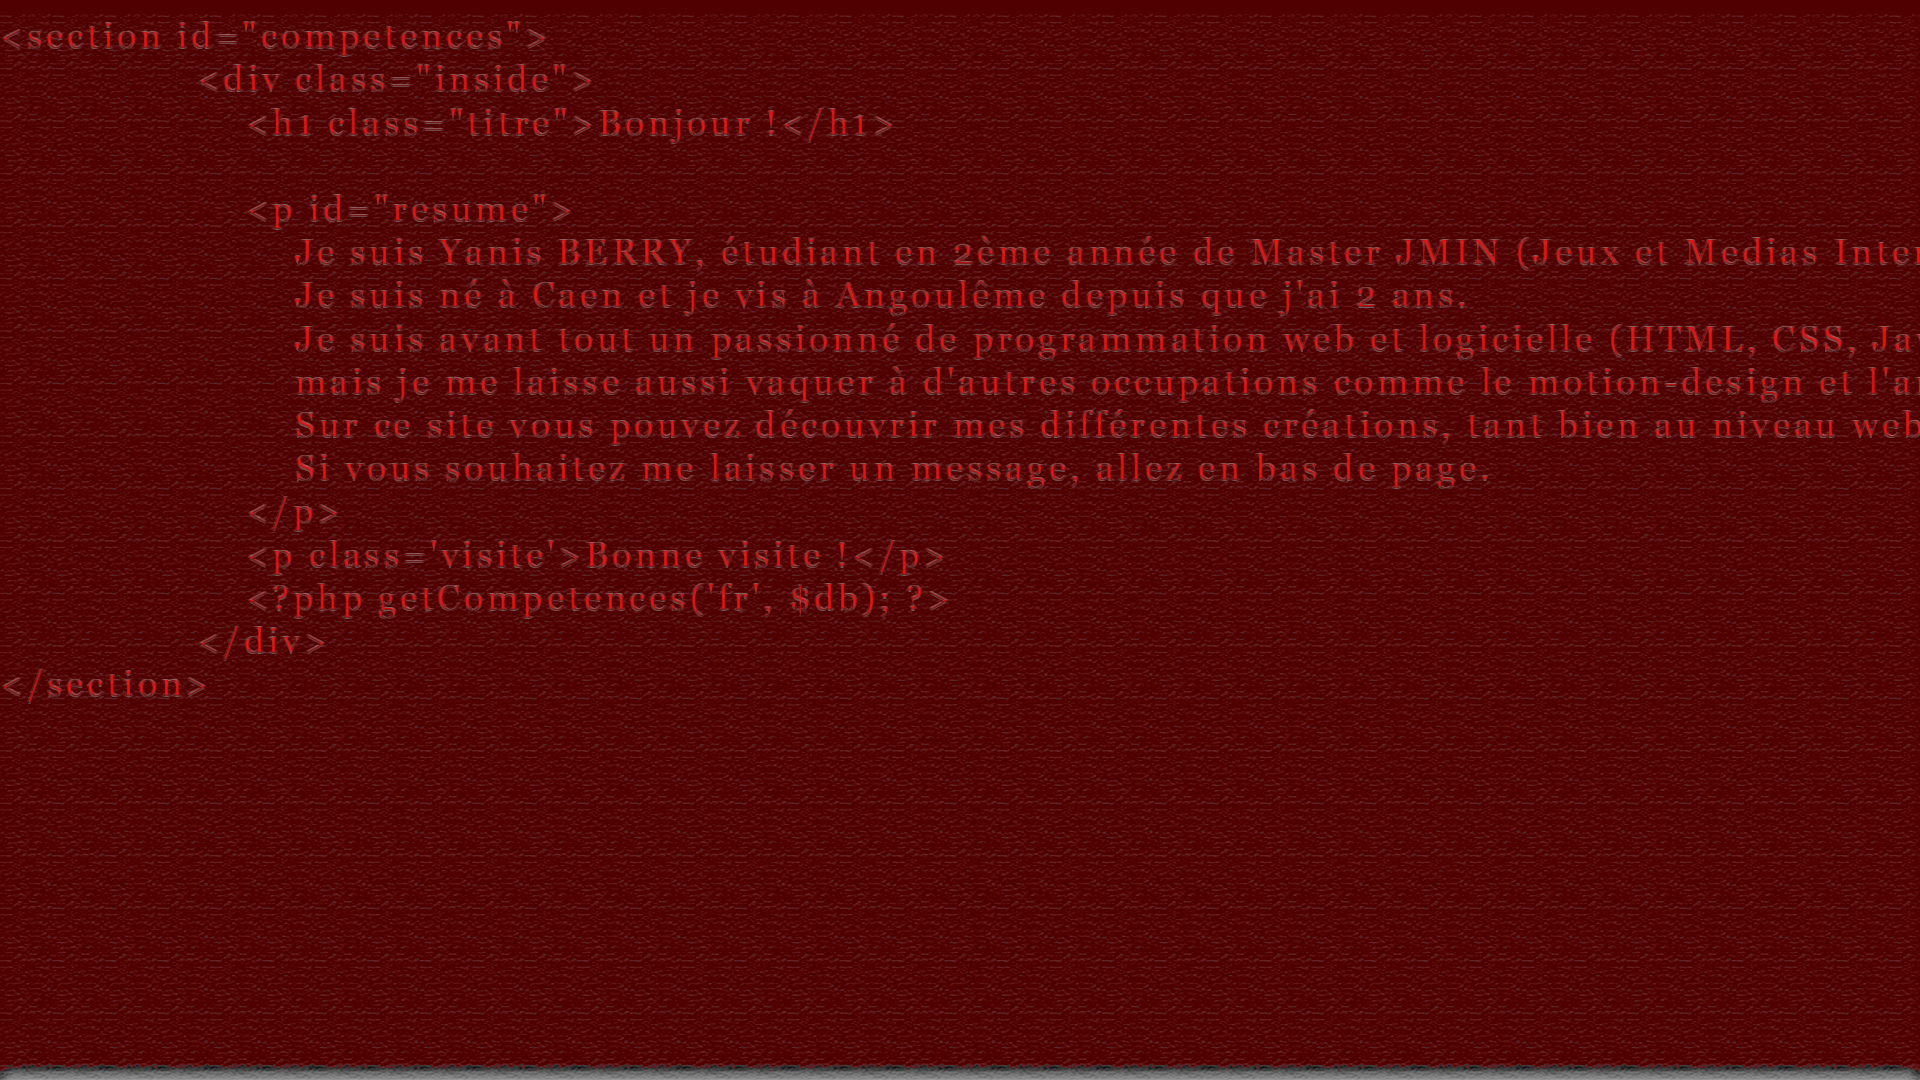 <section id="competences">
<div class="inside">
<h1 class="titre">Bonjour !</h1>
<p id="resume">
Je suis Yanis BERRY, étudiant en 2ème année de Master JMIN (Jeux et Medias
Je suis né à Caen et je vis à Angoulême depuis que j'ai 2 ans.
Je suis avant tout un passionné de programmation web et logicielle (HTML, CSS,
mais je me laisse aussi vaquer à d'autres occupations comme le motion-design et
Sur ce site vous pouvez découvrir mes différentes créations, tant bien au niveau web
Si vous souhaitez me laisser un message, allez en bas de page.
</p>
<p class='visite'>Bonne visite !</p>
<?php getCompetences('fr', $db); ?>
</div>
</section>